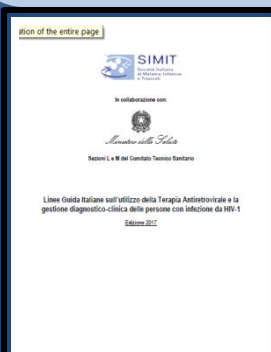 ation of the entire page
SIMIT
Società Italiana
di Malattie Infettive
e Tropicali
In collaborazione con:
Ministero della Salute
Sezioni L e M del Comitato Tecnico Sanitario
Linee Guida Italiane sull'utilizzo della Terapia Antiretrovirale e la
gestione diagnostico-clinica delle persone con infezione da HIV-1
Edizione 2017